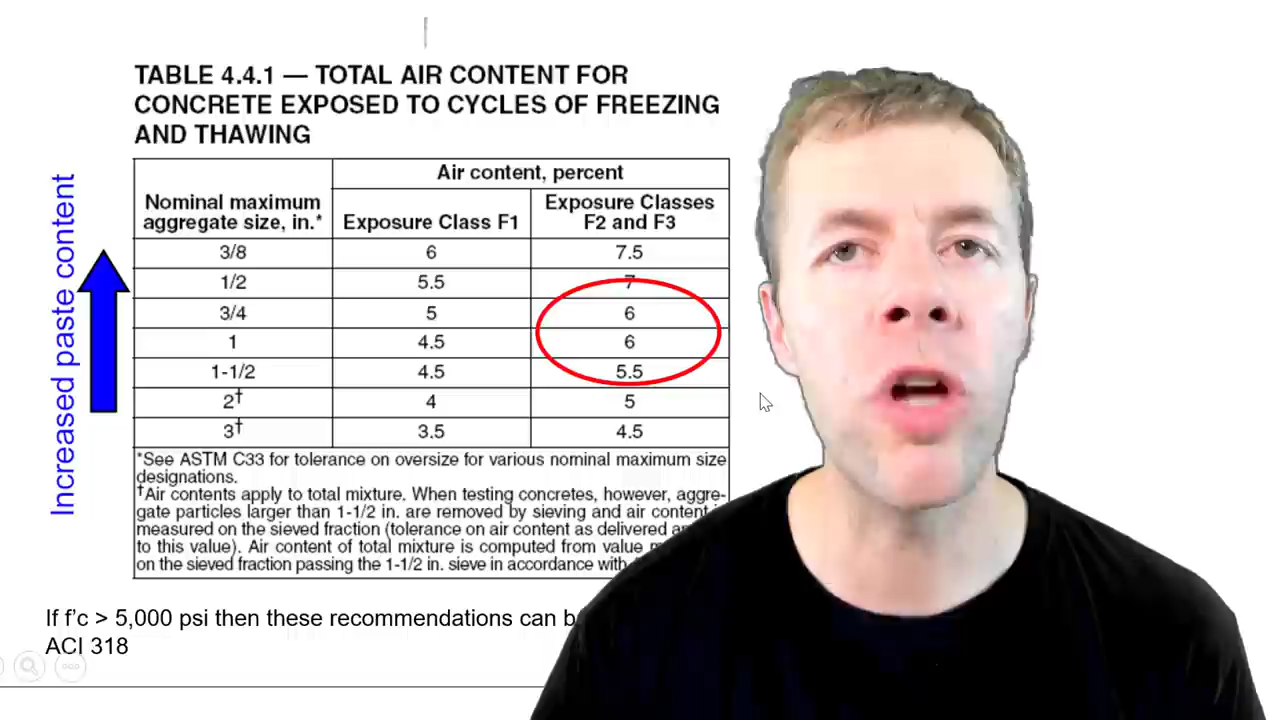 TABLE 4.4.1 — TOTAL AIR CONTENT FOR
CONCRETE EXPOSED TO CYCLES OF FREEZING
AND THAWING
Increased paste content
Air content, percent
Nominal maximum
aggregate size, in.*
Exposure Class F1
Exposure Classes
F2 and F3
3/8 6 7.5
1/2 5.5 7
3/4 5 6
1 4.5 6
1-1/2 4.5 5.5
2† 4 5
3† 3.5 4.5
*See ASTM C33 for tolerance on oversize for various nominal maximum size
designations.
†Air contents apply to total mixture. When testing concretes, however, aggre-
gate particles larger than 1-1/2 in. are removed by sieving and air content
measured on the sieved fraction (tolerance on air content as delivered
to this value). Air content of total mixture is computed from value
on the sieved fraction passing the 1-1/2 in. sieve in accordance with
If f'c > 5,000 psi then these recommendations can
ACI 318